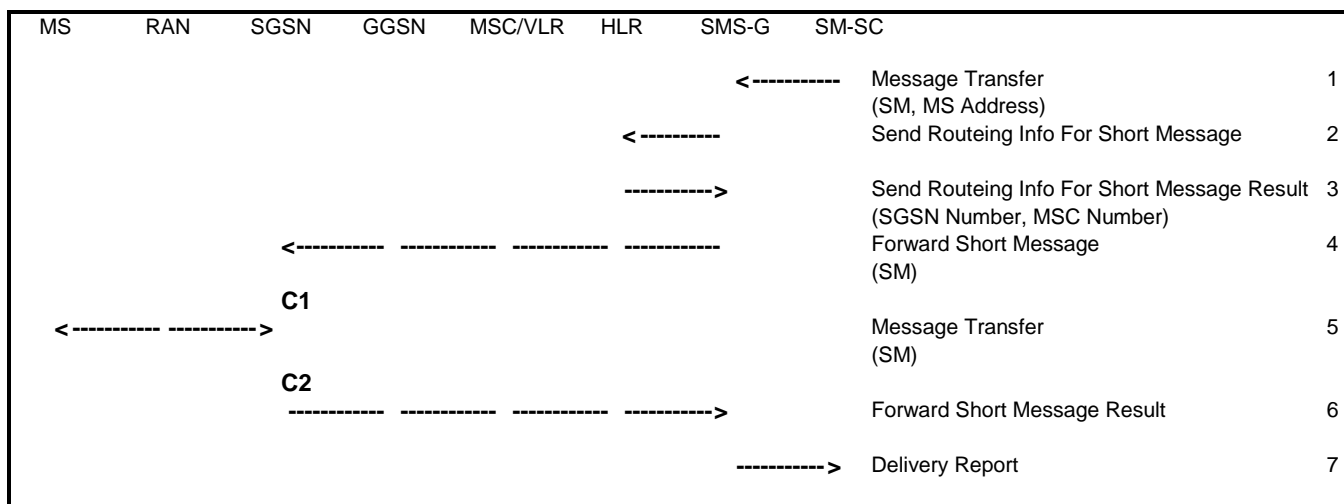 MS RAN SGSN GGSN MSC/VLR HLR SMS-G SM-SC
Message Transfer 1
(SM, MS Address)
Send Routeing Info For Short Message 2
Send Routeing Info For Short Message Result 3
(SGSN Number, MSC Number)
Forward Short Message 4
(SM)
C1
Message Transfer 5
(SM)
C2
Forward Short Message Result 6
Delivery Report 7